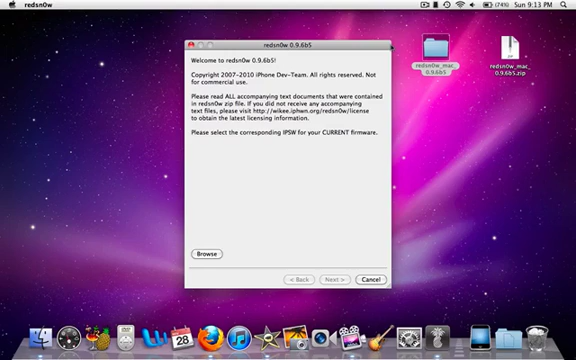 redsn0w
(74%)
Sun 9:13 PM
redsn0w 0.9.6b5
Welcome to redsn0w 0.9.6b5!
Copyright 2007-2010 iPhone Dev-Team. All rights reserved. Not
for commercial use.
Please read ALL accompanying text documents that were contained
in redsn0w zip file. If you did not receive any accompanying
text files, please visit http://wikee.iphwn.org/redsn0w/license
to obtain the latest licensing information.
Please select the corresponding IPSW for your CURRENT firmware.
Browse
< Back
Next >
Cancel
redsn0w_mac_
0.9.6b5
redsn0w_mac_
0.9.6b5.zip
28